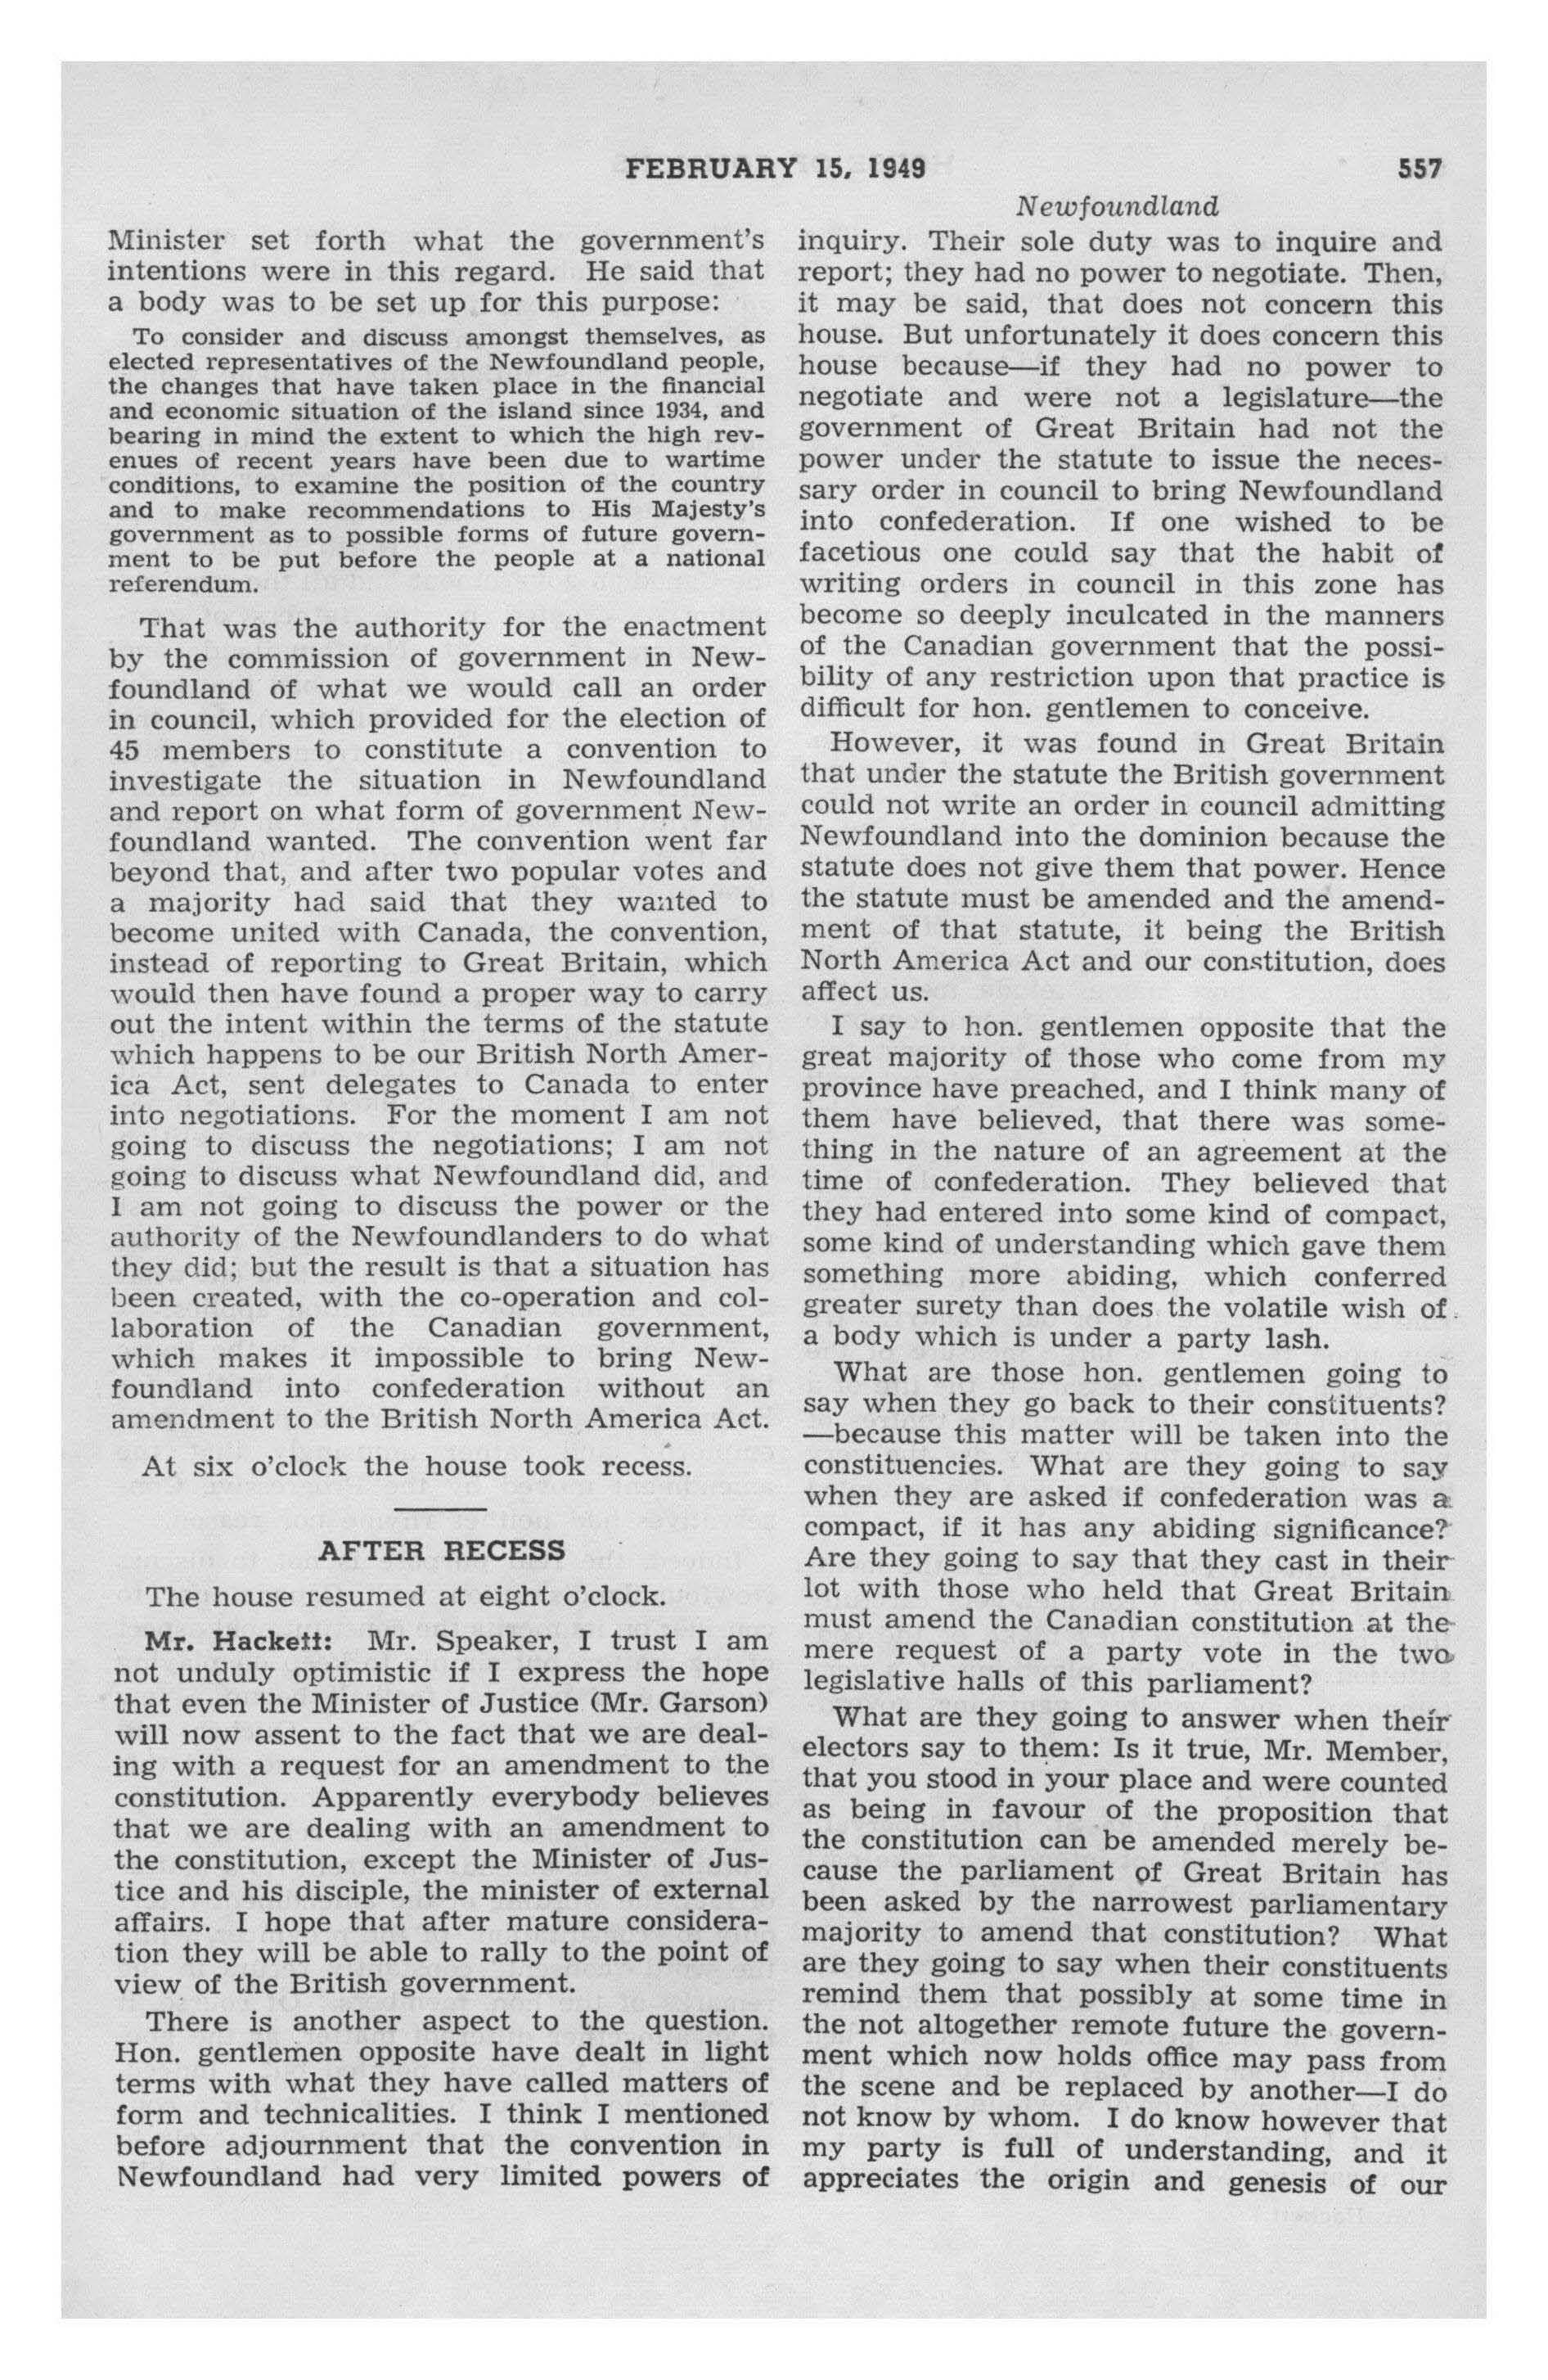 FEBRUARY 15, 1949
557
Newfoundland
Minister set forth what the government's
intentions were in this regard. He said that
a body was to be set up for this purpose:
To consider and discuss amongst themselves, as
elected representatives of the Newfoundland people,
the changes that have taken place in the financial
and economic situation of the island since 1934, and
bearing in mind the extent to which the high rev-
enues of recent years have been due to wartime
conditions, to examine the position of the country
and to make recommendations to His Majesty's
government as to possible forms of future govern-
ment to be put before the people at a national
referendum.
That was the authority for the enactment
by the commission of government in New-
foundland of what we would call an order
in council, which provided for the election of
45 members to constitute a convention to
investigate the situation in Newfoundland
and report on what form of government New-
foundland wanted. The convention went far
beyond that, and after two popular votes and
a majority had said that they wanted to
become united with Canada, the convention,
instead of reporting to Great Britain, which
would then have found a proper way to carry
out the intent within the terms of the statute
which happens to be our British North Amer-
ica Act, sent delegates to Canada to enter
into negotiations. For the moment I am not
going to discuss the negotiations; I am not
going to discuss what Newfoundland did, and
I am not going to discuss the power or the
authority of the Newfoundlanders to do what
they did; but the result is that a situation has
been created, with the co-operation and col-
laboration of the Canadian government,
which makes it impossible to bring New-
foundland into confederation without an
amendment to the British North America Act.
At six o'clock the house took recess.
AFTER RECESS
The house resumed at eight o'clock.
Mr. Hackett: Mr. Speaker, I trust I am
not unduly optimistic if I express the hope
that even the Minister of Justice (Mr. Garson)
will now assent to the fact that we are deal-
ing with a request for an amendment to the
constitution. Apparently everybody believes
that we are dealing with an amendment to
the constitution, except the Minister of Jus-
tice and his disciple, the minister of external
affairs. I hope that after mature considera-
tion they will be able to rally to the point of
view of the British government.
There is another aspect to the question.
Hon. gentlemen opposite have dealt in light
terms with what they have called matters of
form and technicalities. I think I mentioned
before adjournment that the convention in
Newfoundland had very limited powers of
inquiry. Their sole duty was to inquire and
report; they had no power to negotiate. Then,
it may be said, that does not concern this
house. But unfortunately it does concern this
house because—if they had no power to
negotiate and were not a legislature—the
government of Great Britain had not the
power under the statute to issue the neces-
sary order in council to bring Newfoundland
into confederation. If one wished to be
facetious one could say that the habit of
writing orders in council in this zone has
become so deeply inculcated in the manners
of the Canadian government that the possi-
bility of any restriction upon that practice is
difficult for hon. gentlemen to conceive.
However, it was found in Great Britain
that under the statute the British government
could not write an order in council admitting
Newfoundland into the dominion because the
statute does not give them that power. Hence
the statute must be amended and the amend-
ment of that statute, it being the British
North America Act and our constitution, does
affect us.
I say to hon. gentlemen opposite that the
great majority of those who come from my
province have preached, and I think many of
them have believed, that there was some-
thing in the nature of an agreement at the
time of confederation. They believed that
they had entered into some kind of compact,
some kind of understanding which gave them
something more abiding, which conferred
greater surety than does the volatile wish of
a body which is under a party lash.
What are those hon. gentlemen going to
say when they go back to their constituents?
—because this matter will be taken into the
constituencies. What are they going to say
when they are asked if confederation was a
compact, if it has any abiding significance?
Are they going to say that they cast in their
lot with those who held that Great Britain
must amend the Canadian constitution at the
mere request of a party vote in the two
legislative halls of this parliament?
What are they going to answer when their
electors say to them: Is it true, Mr. Member,
that you stood in your place and were counted
as being in favour of the proposition that
the constitution can be amended merely be-
cause the parliament of Great Britain has
been asked by the narrowest parliamentary
majority to amend that constitution? What
are they going to say when their constituents
remind them that possibly at some time in
the not altogether remote future the govern-
ment which now holds office may pass from
the scene and be replaced by another—I do
not know by whom. I do know however that
my party is full of understanding, and it
appreciates the origin and genesis of our